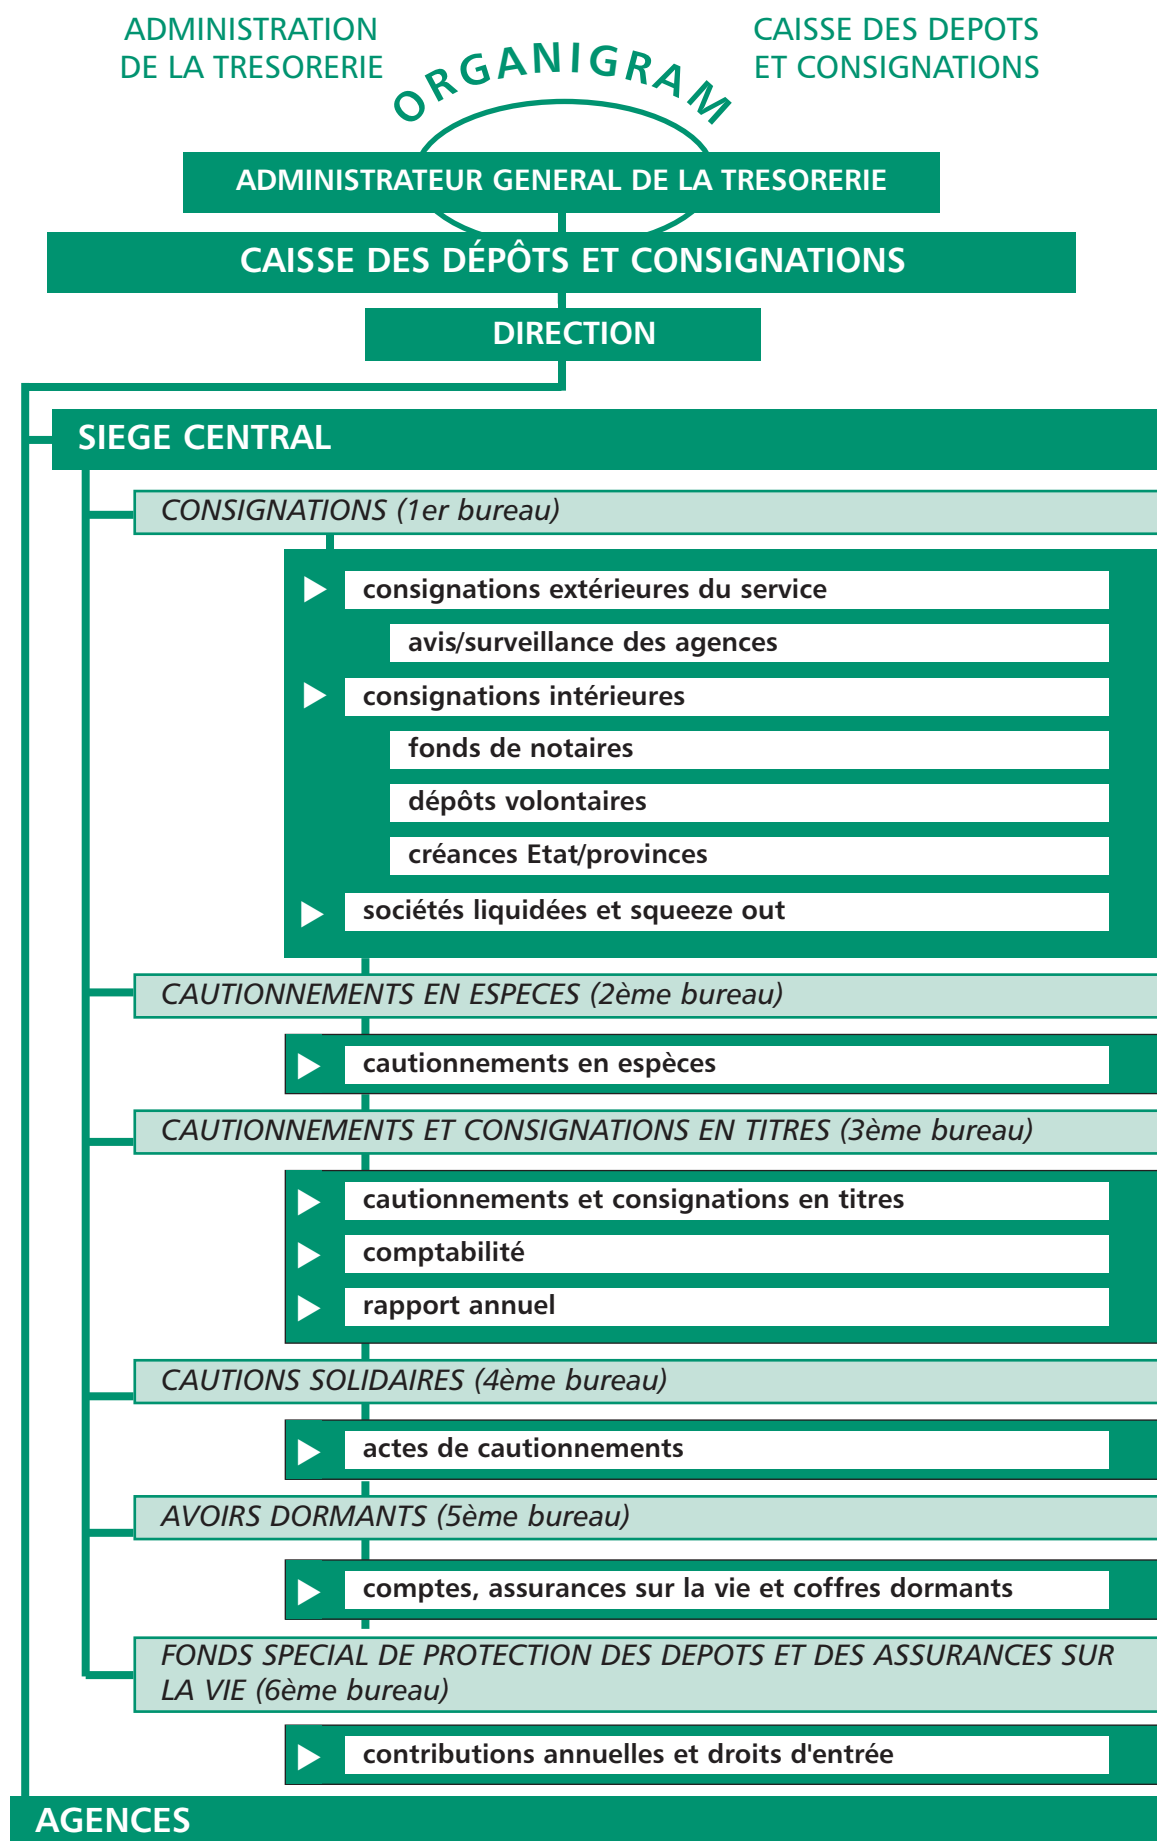 ADMINISTRATION
DE LA TRESORERIE
CAISSE DES DEPOTS
ET CONSIGNATIONS
ORGANIGRAM
ADMINISTRATEUR GENERAL DE LA TRESORERIE
CAISSE DES DÉPÔTS ET CONSIGNATIONS
DIRECTION
SIEGE CENTRAL
CONSIGNATIONS (1er bureau)
consignations extérieures du service
avis/surveillance des agences
consignations intérieures
fonds de notaires
dépôts volontaires
créances Etat/provinces
sociétés liquidées et squeeze out
CAUTIONNEMENTS EN ESPECES (2ème bureau)
cautionnements en espèces
CAUTIONNEMENTS ET CONSIGNATIONS EN TITRES (3ème bureau)
cautionnements et consignations en titres
comptabilité
rapport annuel
CAUTIONS SOLIDAIRES (4ème bureau)
actes de cautionnements
AVOIRS DORMANTS (5ème bureau)
comptes, assurances sur la vie et coffres dormants
FONDS SPECIAL DE PROTECTION DES DEPOTS ET DES ASSURANCES SUR
LA VIE (6ème bureau)
contributions annuelles et droits d'entrée
AGENCES